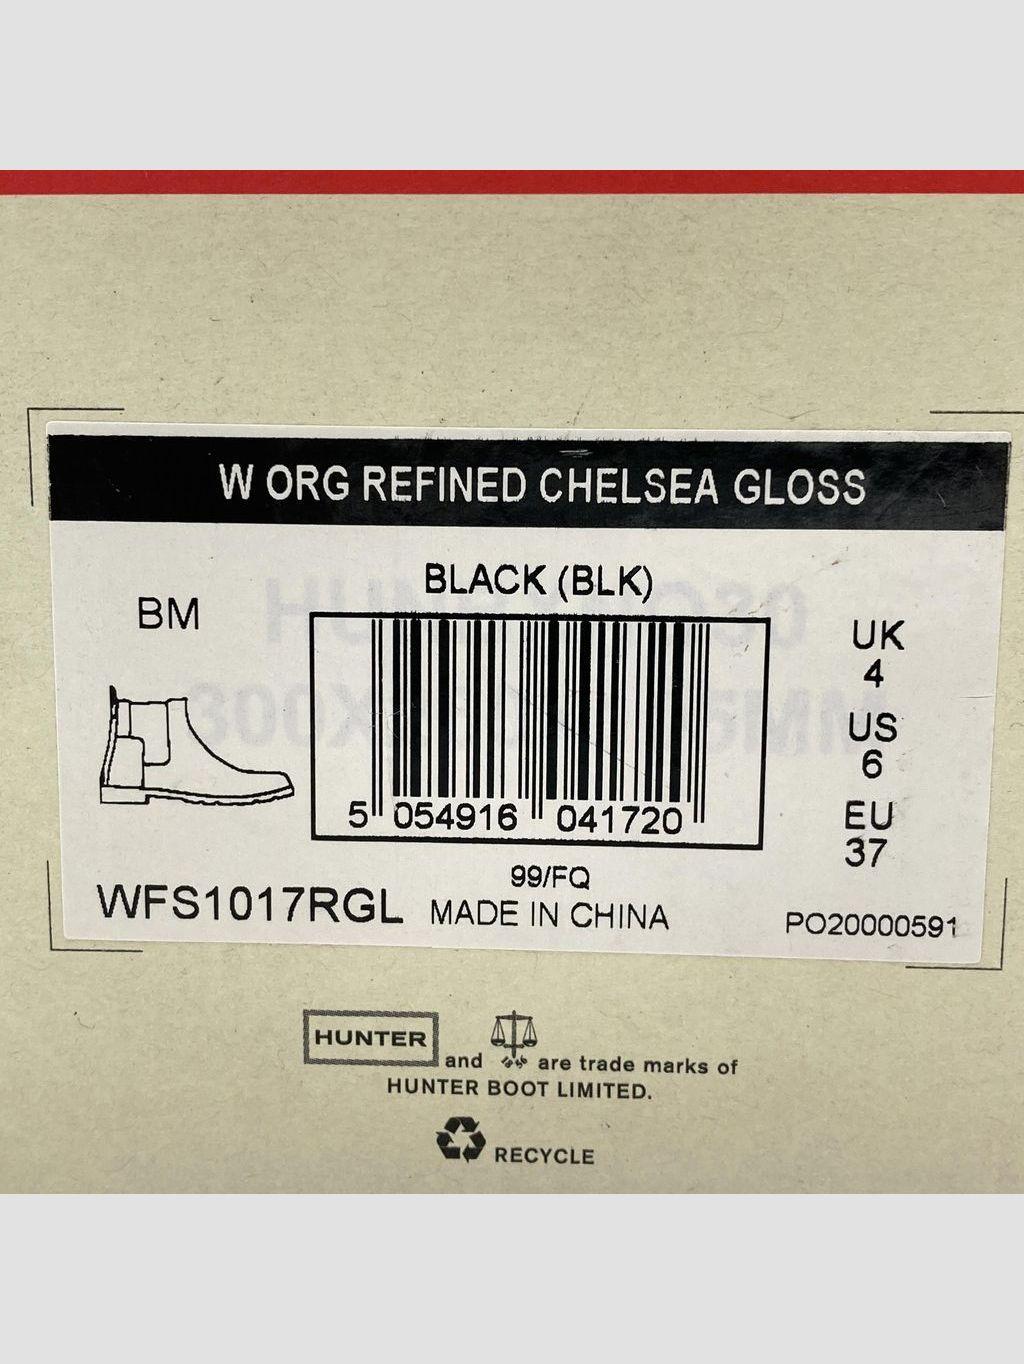 W ORG REFINED CHELSEA GLOSS
BLACK (BLK)
BM
UK
4
US
6
EU
37
5 054916 041720
99/FQ
WFS1017RGL
MADE IN CHINA
PO20000591
HUNTER and are trade marks of
HUNTER BOOT LIMITED.
RECYCLE